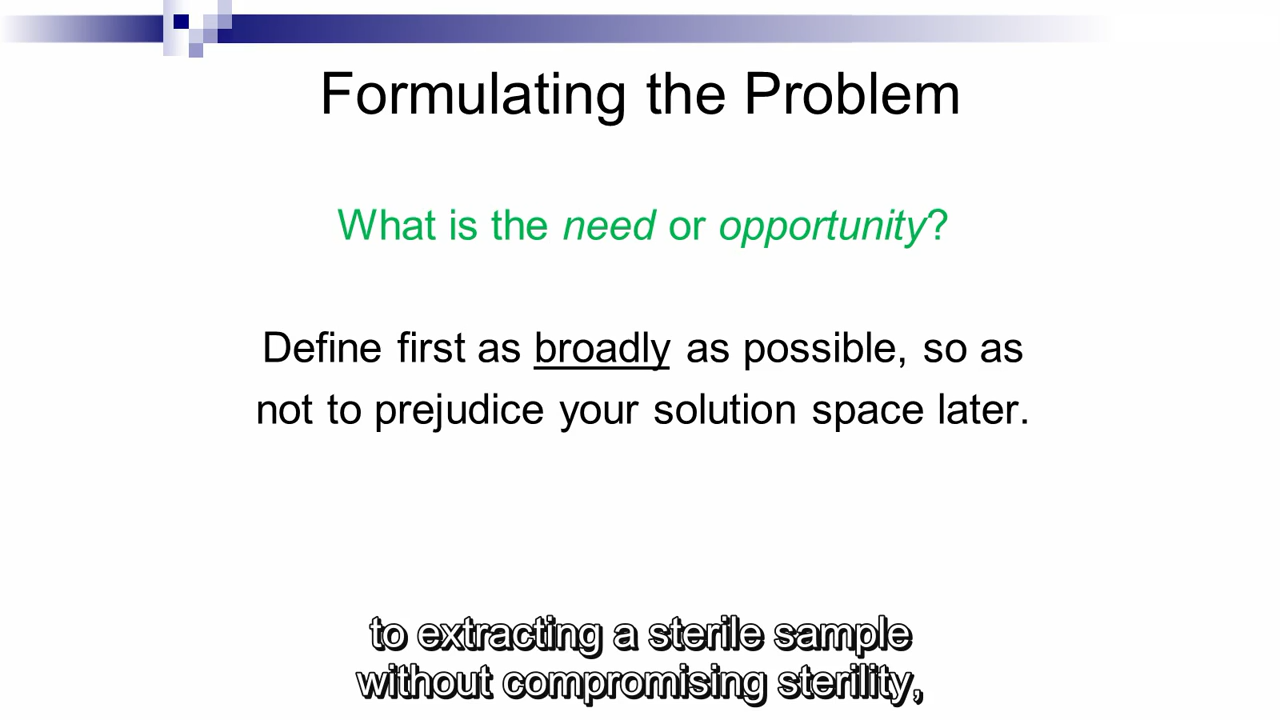 Formulating the Problem
What is the need or opportunity?
Define first as broadly as possible, so as
not to prejudice your solution space later.
to extracting a sterile sample
without compromising sterility,